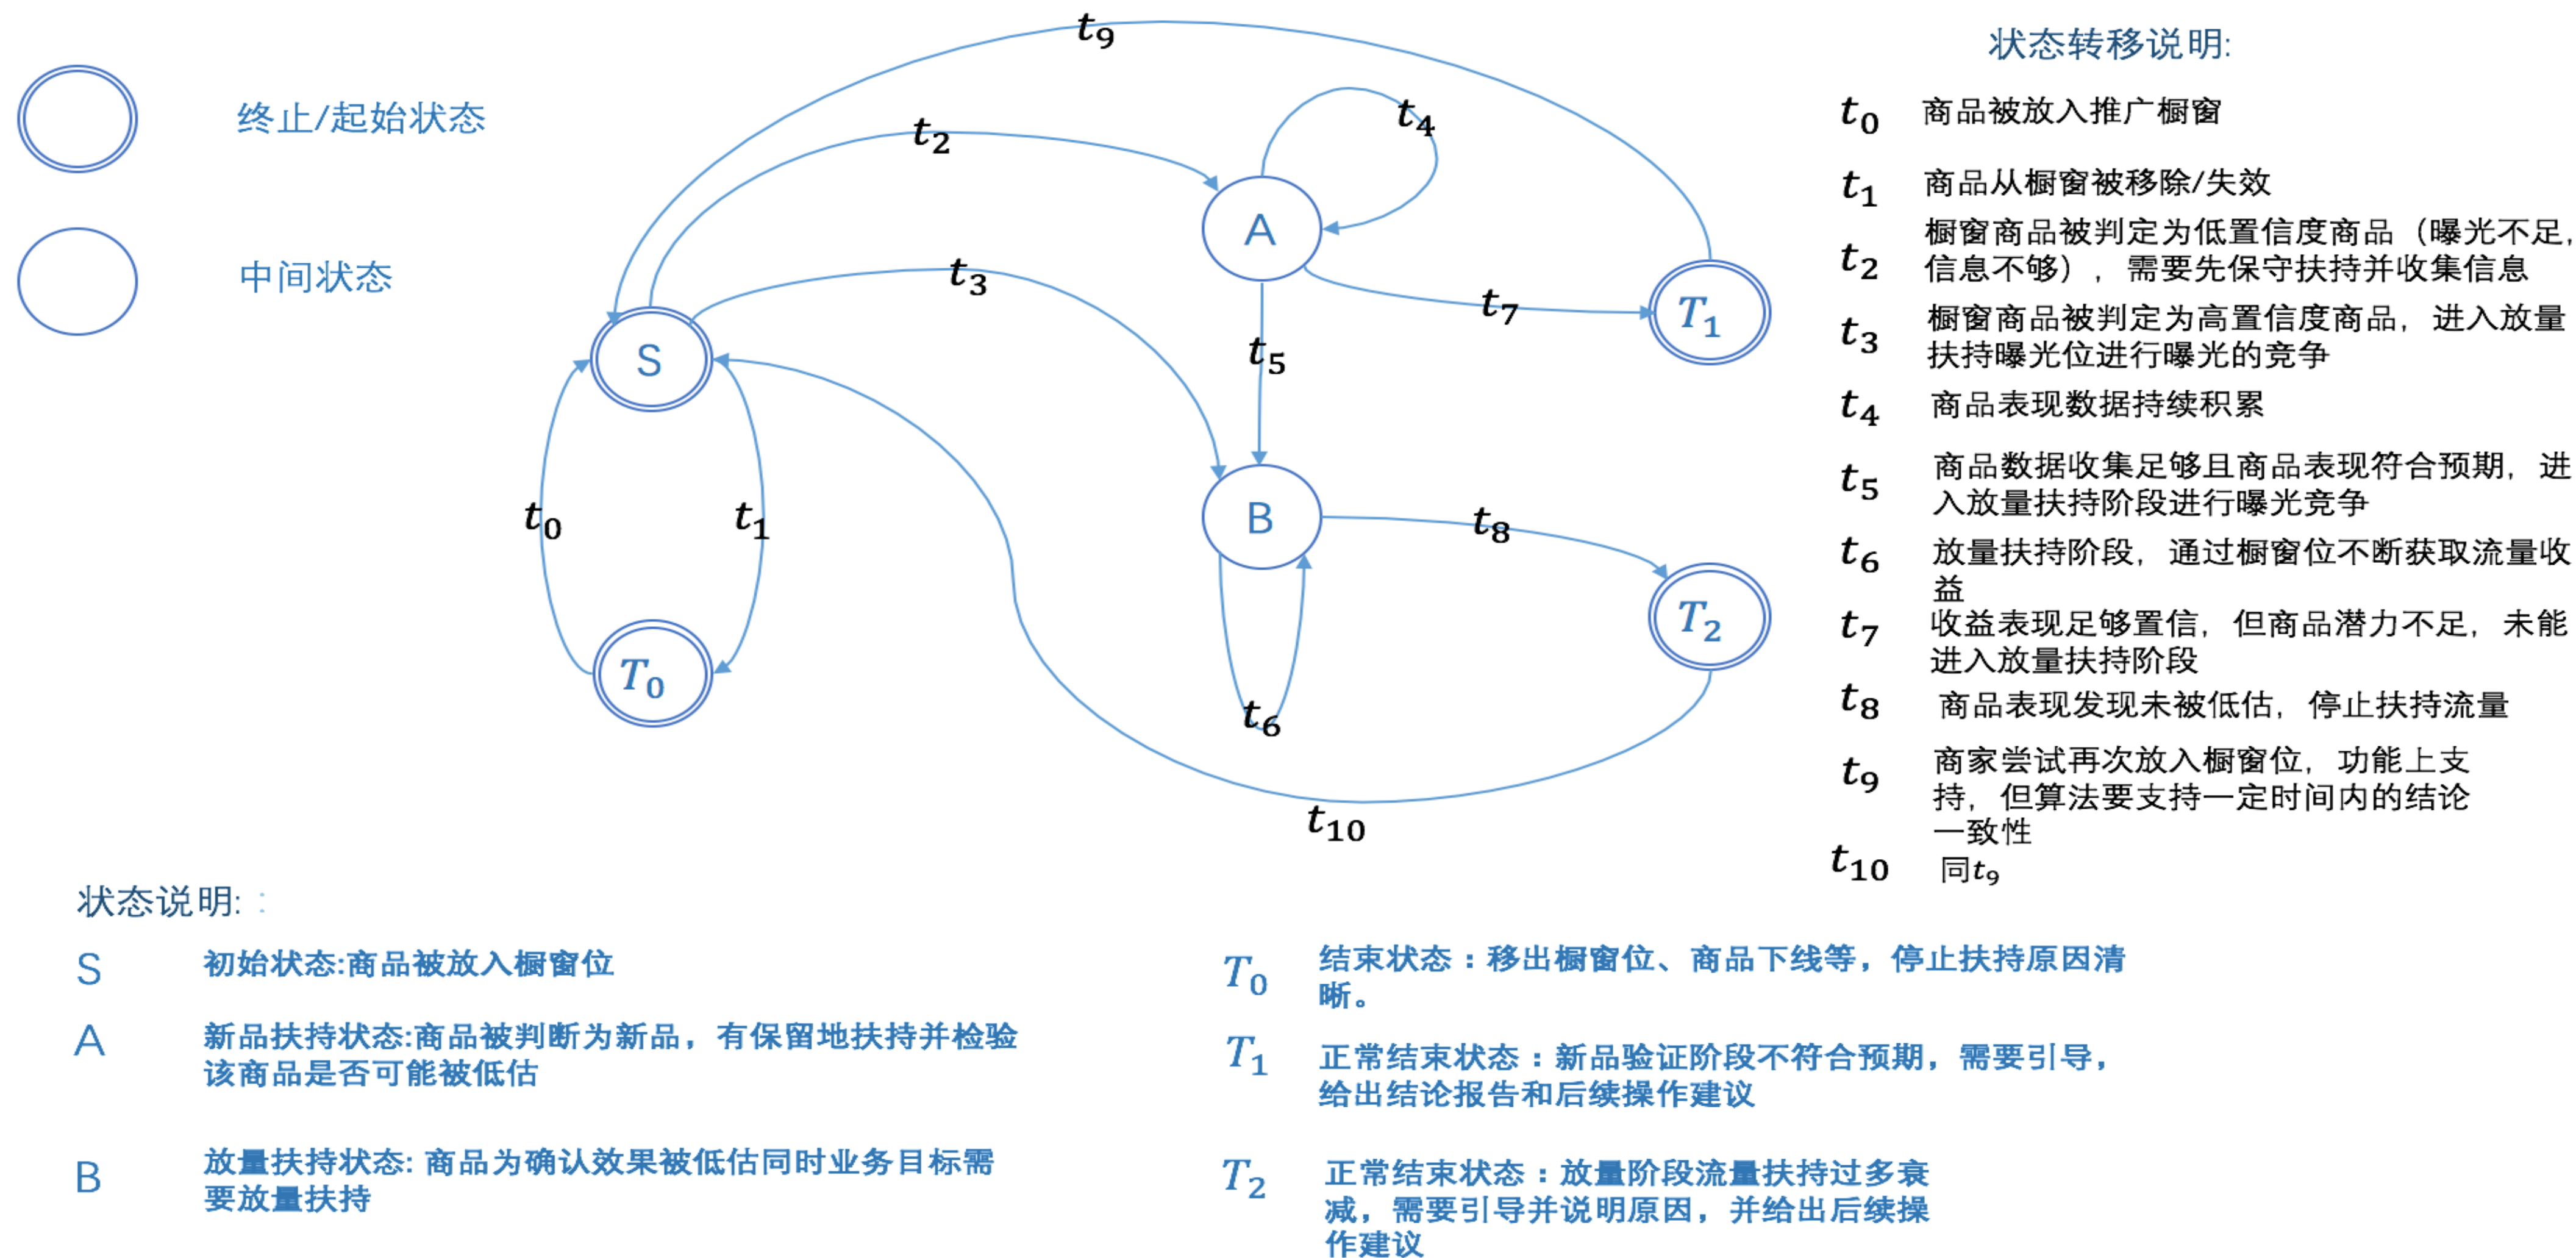 终止/起始状态
中间状态
t₉
t₂
t₄
t₃
t₇
t₅
t₀
t₁
t₈
t₆
t₁₀
A
S
B
T₁
T₂
T₀
状态转移说明:
t₀ 商品被放入推广橱窗
t₁ 商品从橱窗被移除/失效
t₂ 橱窗商品被判定为低置信度商品（曝光不足,
信息不够）, 需要先保守扶持并收集信息
t₃ 橱窗商品被判定为高置信度商品, 进入放量
扶持曝光位进行曝光的竞争
t₄ 商品表现数据持续积累
t₅ 商品数据收集足够且商品表现符合预期, 进
入放量扶持阶段进行曝光竞争
t₆ 放量扶持阶段, 通过橱窗位不断获取流量收
益
t₇ 收益表现足够置信, 但商品潜力不足, 未能
进入放量扶持阶段
t₈ 商品表现发现未被低估, 停止扶持流量
t₉ 商家尝试再次放入橱窗位, 功能上支
持, 但算法要支持一定时间内的结论
一致性
t₁₀ 同t₉
状态说明: :
S 初始状态:商品被放入橱窗位
A 新品扶持状态:商品被判断为新品，有保留地扶持并检验
该商品是否可能被低估
B 放量扶持状态: 商品为确认效果被低估同时业务目标需
要放量扶持
T₀ 结束状态：移出橱窗位、商品下线等，停止扶持原因清
晰。
T₁ 正常结束状态：新品验证阶段不符合预期，需要引导，
给出结论报告和后续操作建议
T₂ 正常结束状态：放量阶段流量扶持过多衰
减，需要引导并说明原因，并给出后续操
作建议